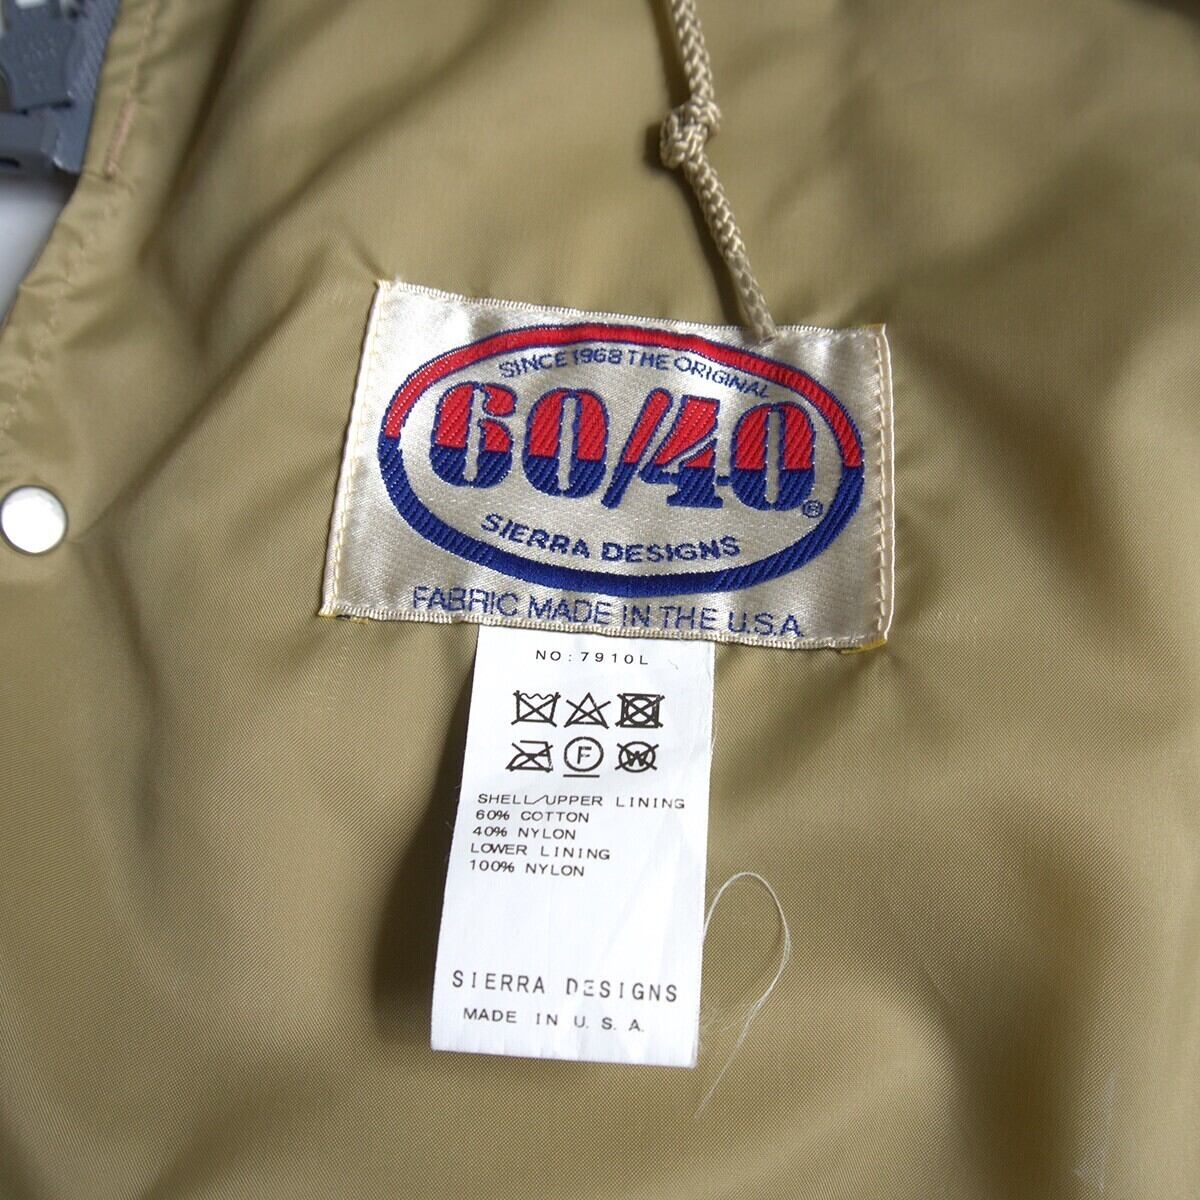 SINCE 1968 THE ORIGINAL
60/40®
SIERRA DESIGNS
FABRIC MADE IN THE U.S.A
NO:7910L
F W
SHELL/UPPER LINING
60% COTTON
40% NYLON
LOWER LINING
100% NYLON
SIERRA DESIGNS
MADE IN U.S.A.